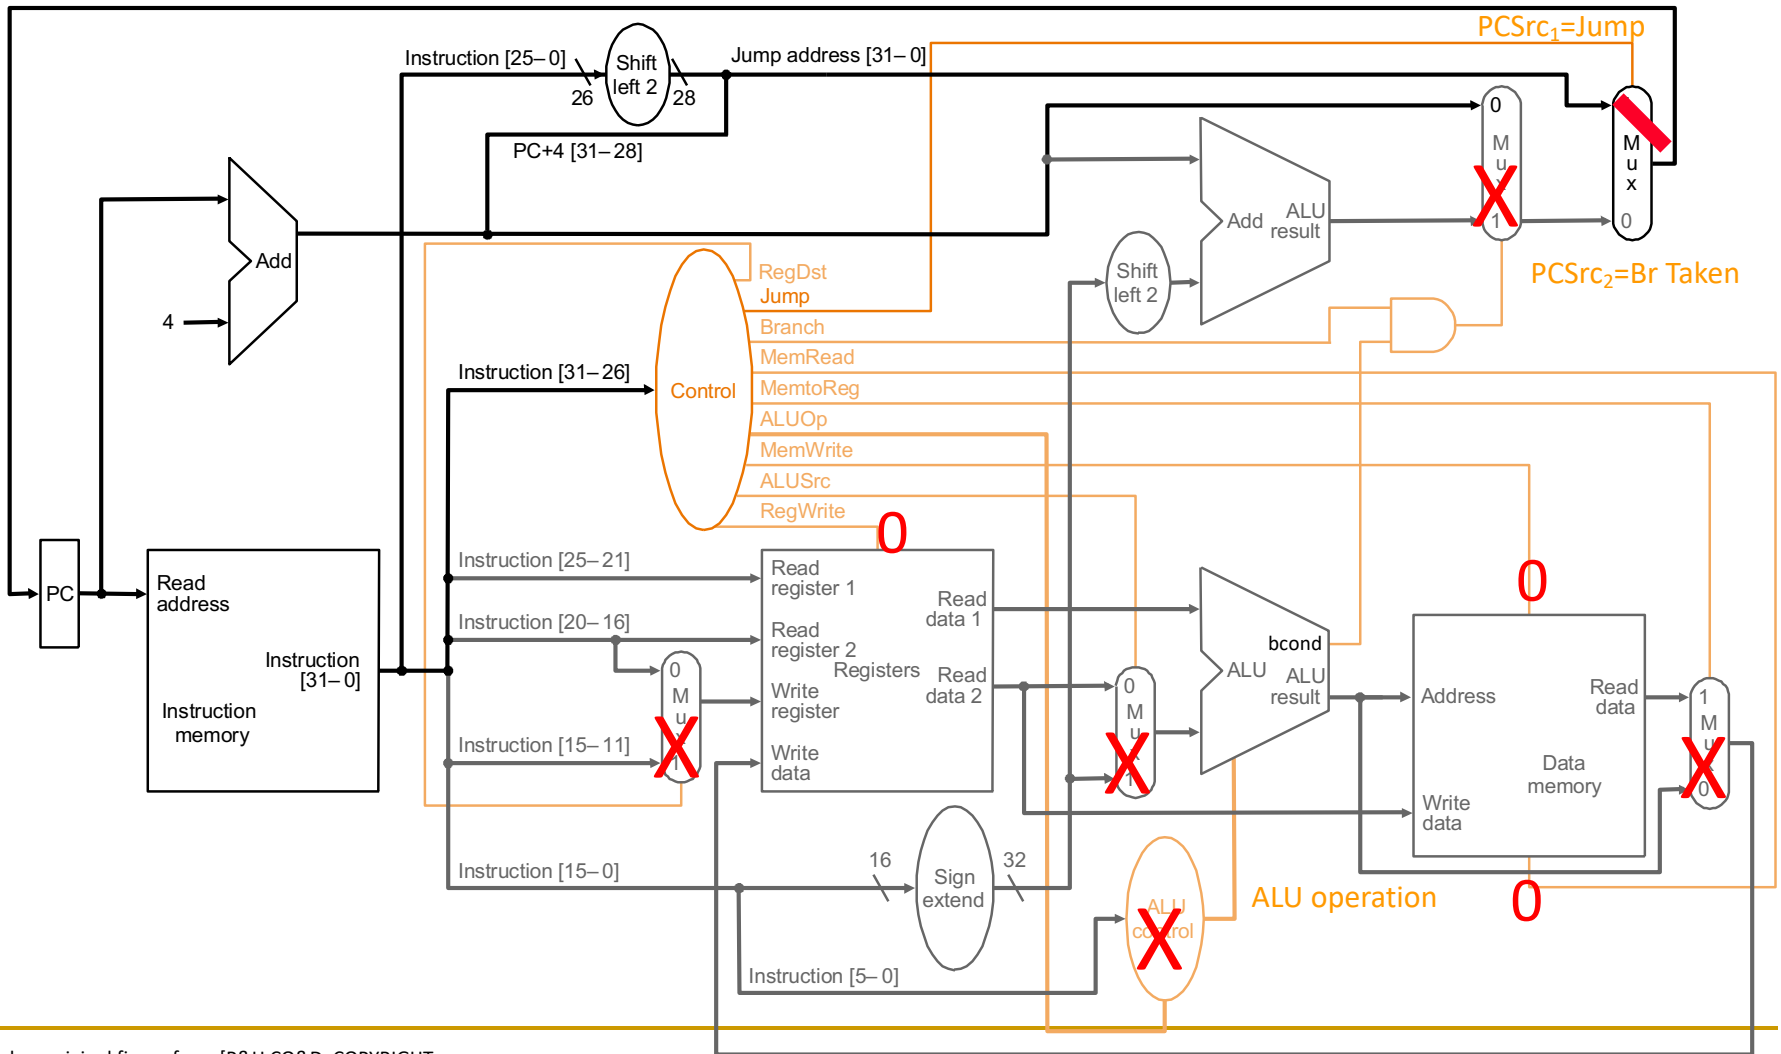 PCSrc1=Jump
Instruction [25–0]
Shift
left 2
Jump address [31–0]
26
28
PC+4 [31–28]
0
M
u
x
1
M
u
x
0
Add
ALU
result
Add
4
Shift
left 2
PCSrc2=Br Taken
RegDst
Jump
Branch
MemRead
MemtoReg
ALUOp
MemWrite
ALUSrc
RegWrite
Instruction [31–26]
Control
0
PC
Read
address
Instruction
[31–0]
Instruction
memory
Instruction [25–21]
Instruction [20–16]
Instruction [15–11]
0
M
u
X
1
Read
register 1
Read
register 2
Registers
Write
register
Write
data
Read
data 1
Read
data 2
0
M
u
X
1
bcond
ALU
ALU
result
0
Address
Read
data
Data
memory
Write
data
1
M
u
X
0
0
Instruction [15–0]
16
Sign
extend
32
ALU
control
X
ALU operation
Instruction [5–0]